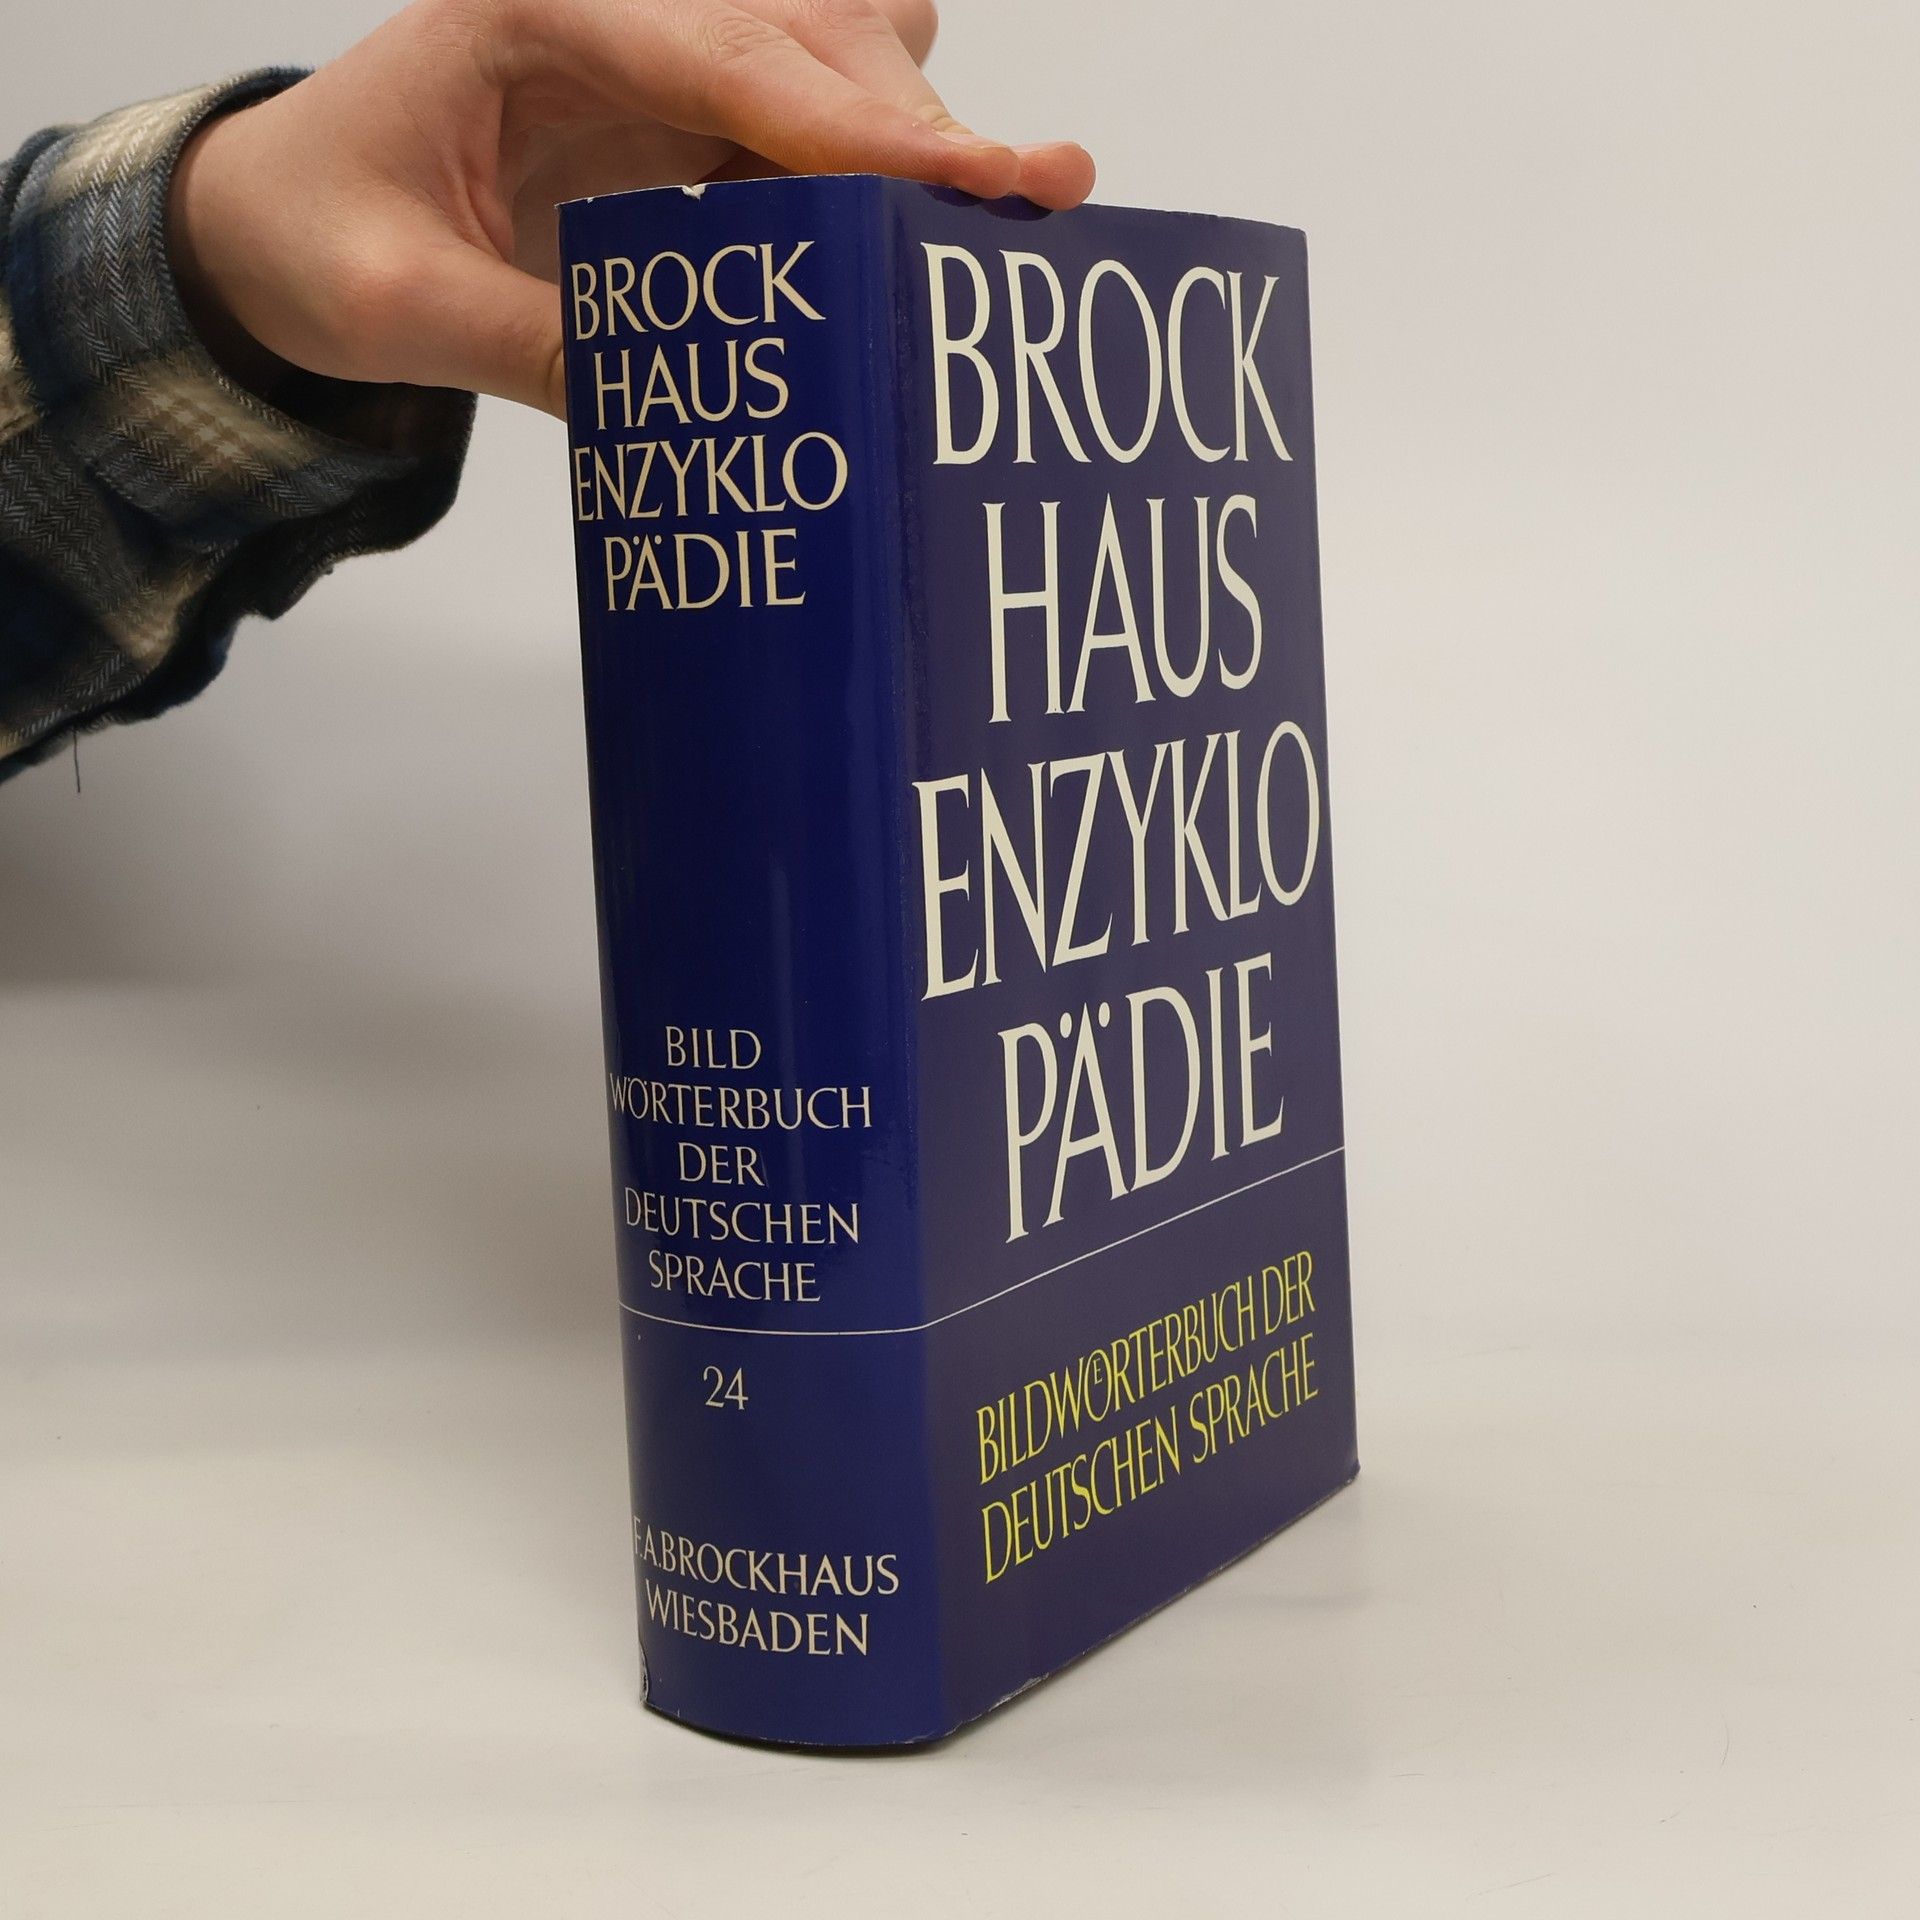 BROCK
HAUS
ENZYKLO
PÄDIE
BILD
WÖRTERBUCH
DER
DEUTSCHEN
SPRACHE
24
F.A.BROCKHAUS
WIESBADEN
BROCK
HAUS
ENZYKLO
PÄDIE
BILDWOERTERBUCH DER
DEUTSCHEN SPRACHE